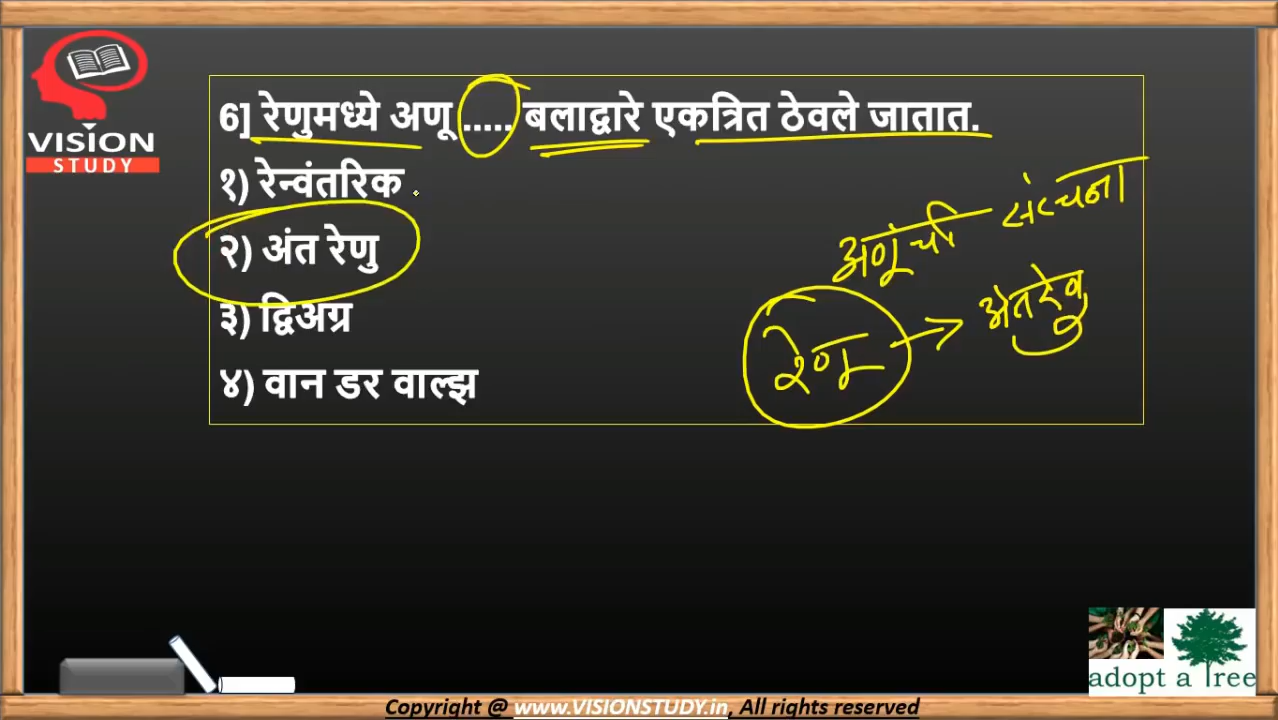 VISION
STUDY
6] रेणुमध्ये अणू ..... बलाद्वारे एकत्रित ठेवले जातात.
१) रेन्वंतरिक
२) अंत रेणु
३) द्विअग्र
४) वान डर वाल्झ
अणूंची संरचना
रेणू → अंतरेणू
adopt a Tree
Copyright @ www.VISIONSTUDY.in, All rights reserved